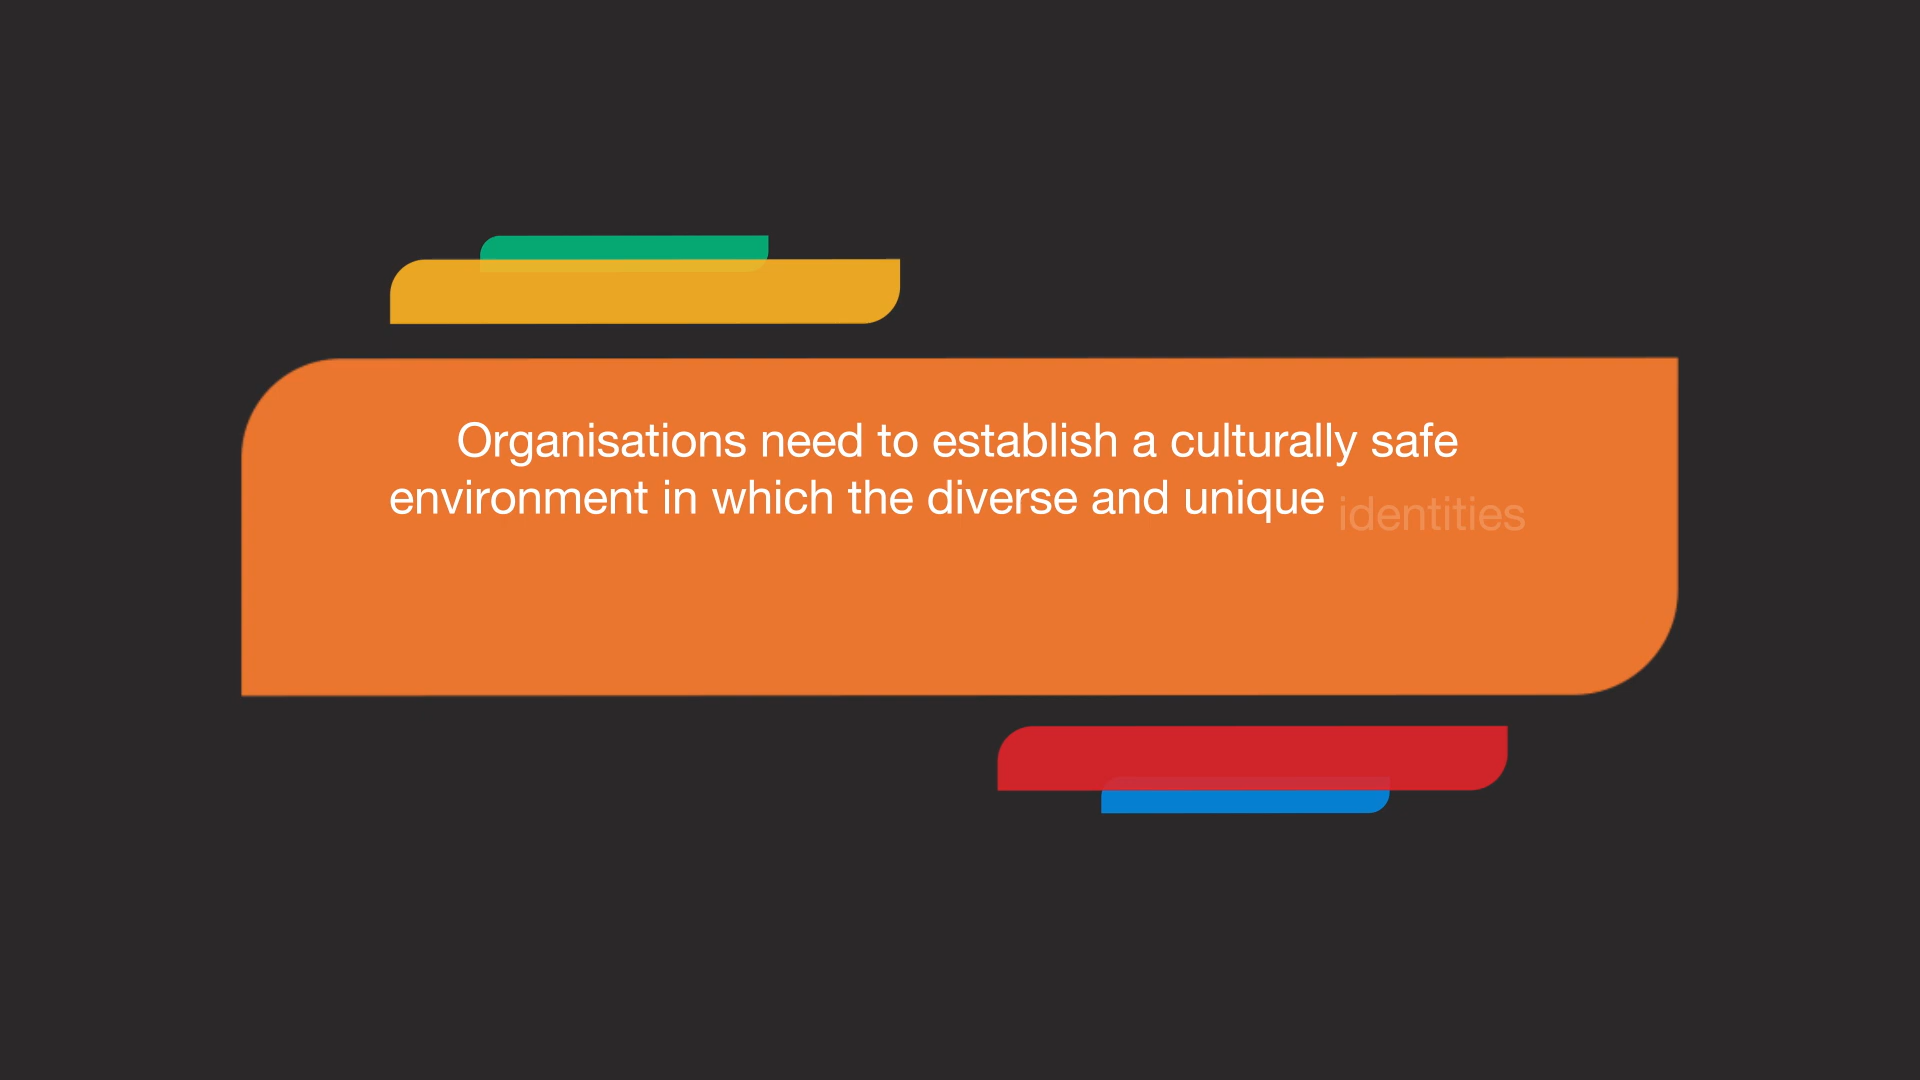 Organisations need to establish a culturally safe
environment in which the diverse and unique identities